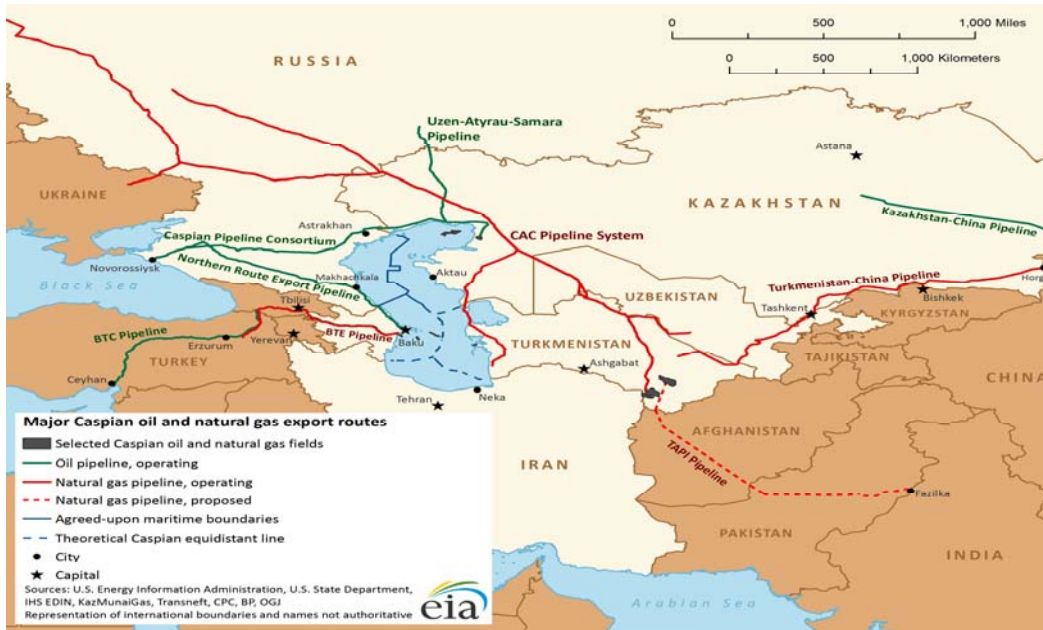 0 500 1,000 Miles
0 500 1,000 Kilometers
RUSSIA
Uzen-Atyrau-Samara
Pipeline
Astana
UKRAINE
KAZAKHSTAN
Kazakhstan-China Pipeline
Astrakhan
Caspian Pipeline Consortium
CAC Pipeline System
Novorossiysk
Northern Route Export Pipeline
Makhachkala
Aktau
Turkmenistan-China Pipeline
Black Sea
UZBEKISTAN
Bishkek
Tbilisi
Tashkent
KYRGYZSTAN
BTC Pipeline
BTE Pipeline
Baku
Erzurum
Yerevan
TURKMENISTAN
TURKEY
Ashgabat
TAJIKISTAN
CHINA
Ceyhan
Tehran
Neka
Major Caspian oil and natural gas export routes
Selected Caspian oil and natural gas fields
Oil pipeline, operating
Natural gas pipeline, operating
Natural gas pipeline, proposed
Agreed-upon maritime boundaries
Theoretical Caspian equidistant line
City
Capital
Sources: U.S. Energy Information Administration, U.S. State Department,
IHS EDIN, KazMunaiGas, Transneft, CPC, BP, OGJ
Representation of international boundaries and names not authoritative
eia
AFGHANISTAN
IRAN
TAPI Pipeline
Fazilka
PAKISTAN
INDIA
Arabian Sea